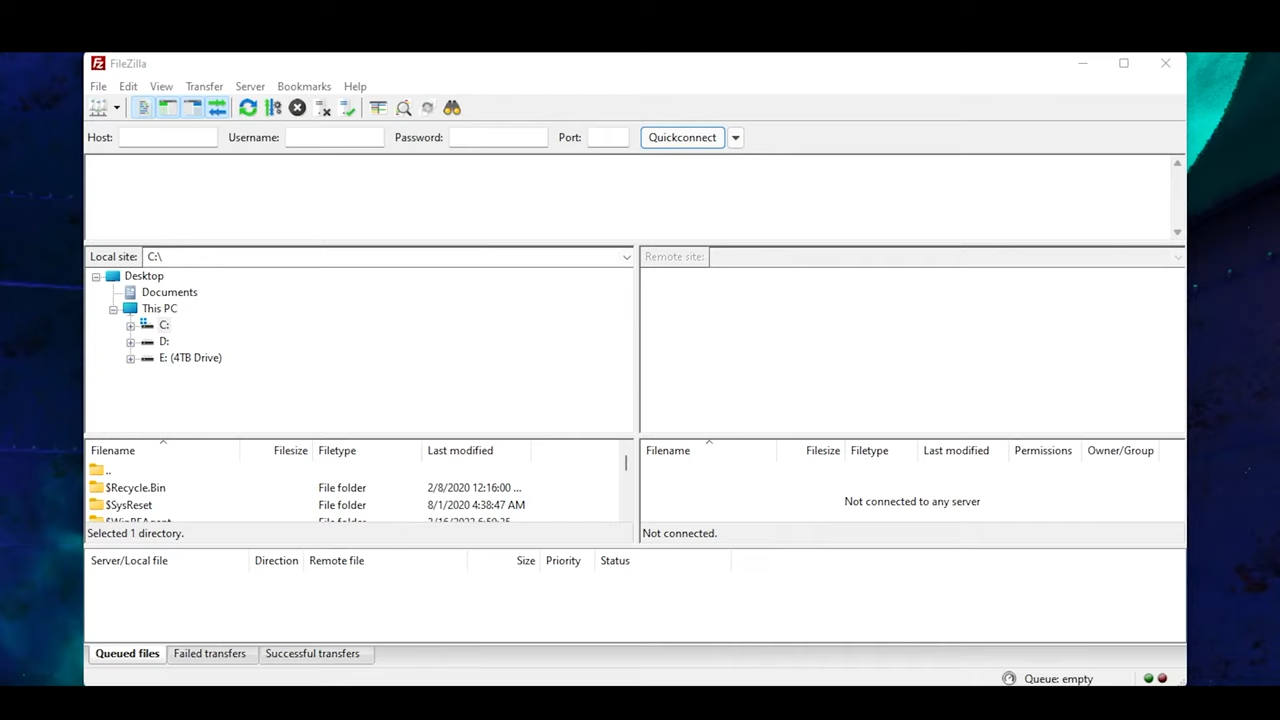 FileZilla
File Edit View Transfer Server Bookmarks Help
Host: Username: Password: Port: Quickconnect
Local site: C:\
Remote site:
Desktop
Documents
This PC
C:
D:
E: (4TB Drive)
Filename Filesize Filetype Last modified
..
$Recycle.Bin File folder 2/8/2020 12:16:00 ...
$SysReset File folder 8/1/2020 4:38:47 AM
$WinREAgent File folder
Selected 1 directory.
Filename Filesize Filetype Last modified Permissions Owner/Group
Not connected to any server
Not connected.
Server/Local file Direction Remote file Size Priority Status
Queued files Failed transfers Successful transfers
Queue: empty